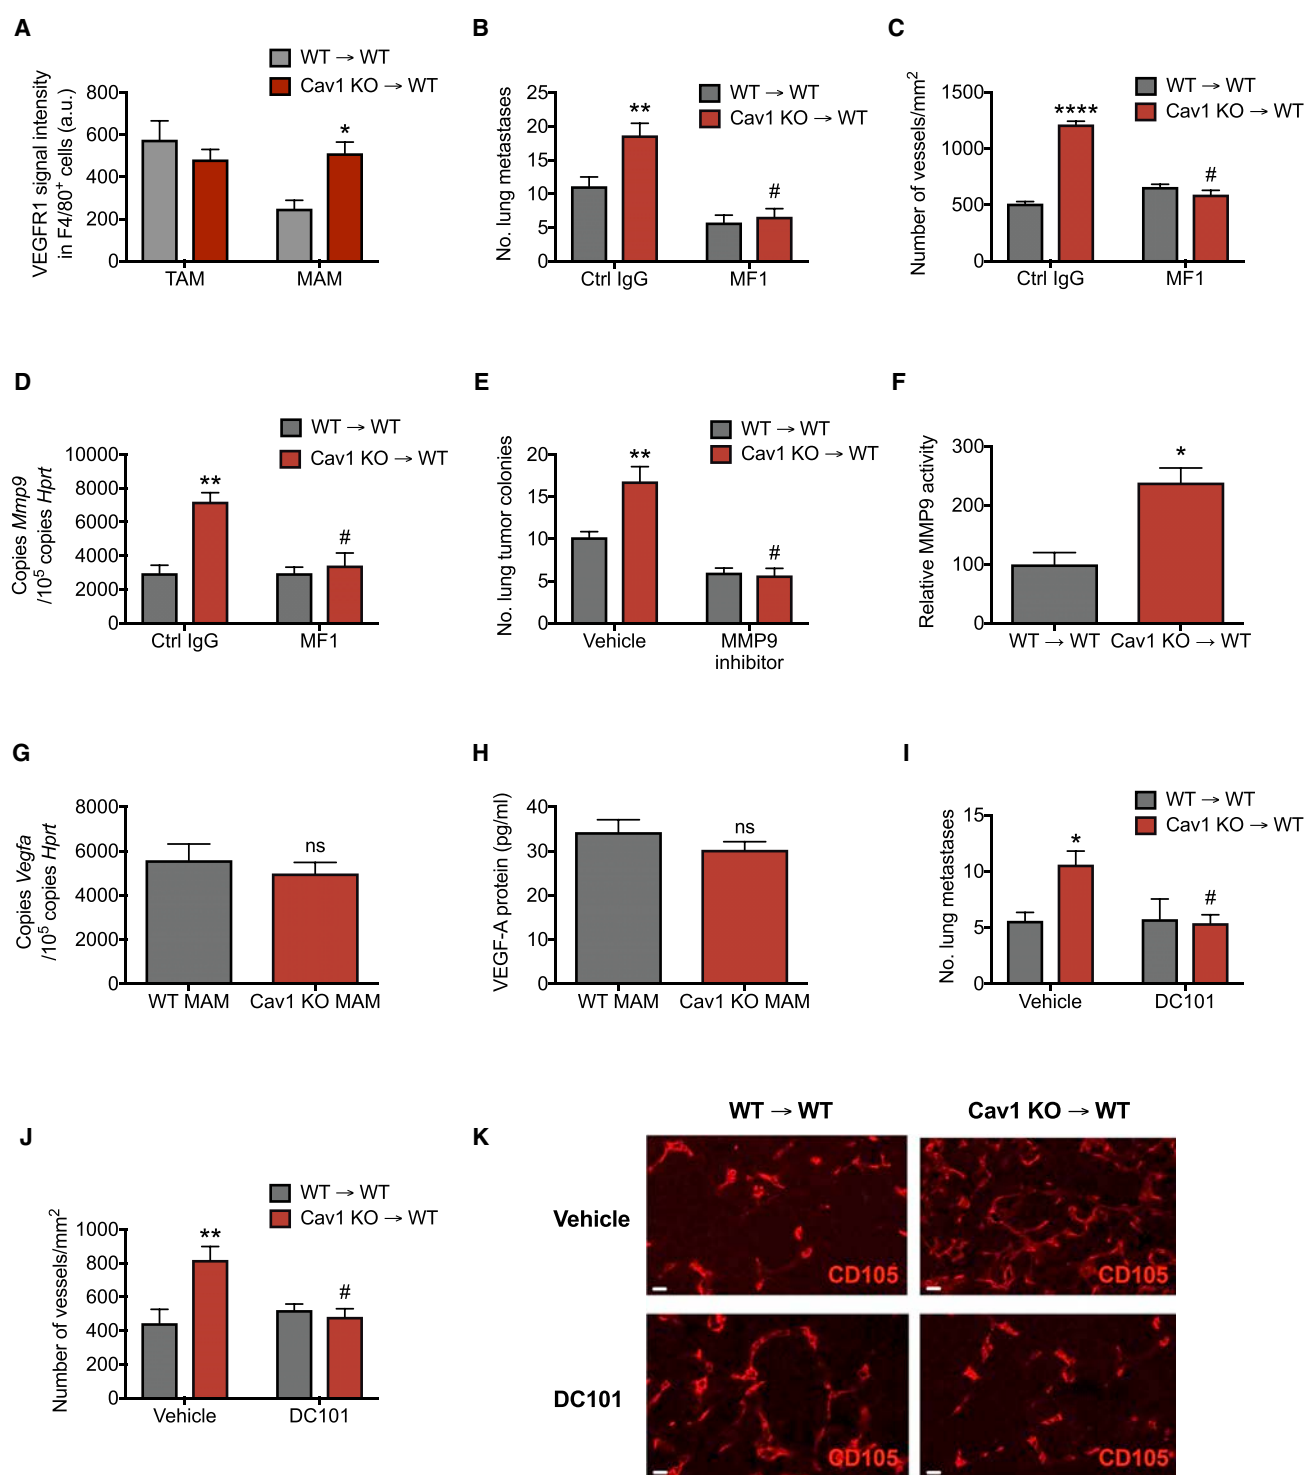 A
WT → WT
Cav1 KO → WT
VEGFR1 signal intensity
in F4/80⁺ cells (a.u.)
800
600
400
200
0
*
TAM
MAM
B
WT → WT
Cav1 KO → WT
No. lung metastases
25
20
15
10
5
0
**
#
Ctrl IgG
MF1
C
WT → WT
Cav1 KO → WT
Number of vessels/mm²
1500
1000
500
0
****
#
Ctrl IgG
MF1
D
WT → WT
Cav1 KO → WT
Copies Mmp9
/10⁵ copies Hprt
10000
8000
6000
4000
2000
0
**
#
Ctrl IgG
MF1
E
WT → WT
Cav1 KO → WT
No. lung tumor colonies
20
15
10
5
0
**
#
Vehicle
MMP9
inhibitor
F
Relative MMP9 activity
300
200
100
0
*
WT → WT
Cav1 KO → WT
G
Copies Vegfa
/10⁵ copies Hprt
8000
6000
4000
2000
0
ns
WT MAM
Cav1 KO MAM
H
VEGF-A protein (pg/ml)
40
30
20
10
0
ns
WT MAM
Cav1 KO MAM
I
WT → WT
Cav1 KO → WT
No. lung metastases
15
10
5
0
*
#
Vehicle
DC101
J
WT → WT
Cav1 KO → WT
Number of vessels/mm²
1000
800
600
400
200
0
**
#
Vehicle
DC101
K
WT → WT
Cav1 KO → WT
Vehicle
CD105
CD105
DC101
CD105
CD105